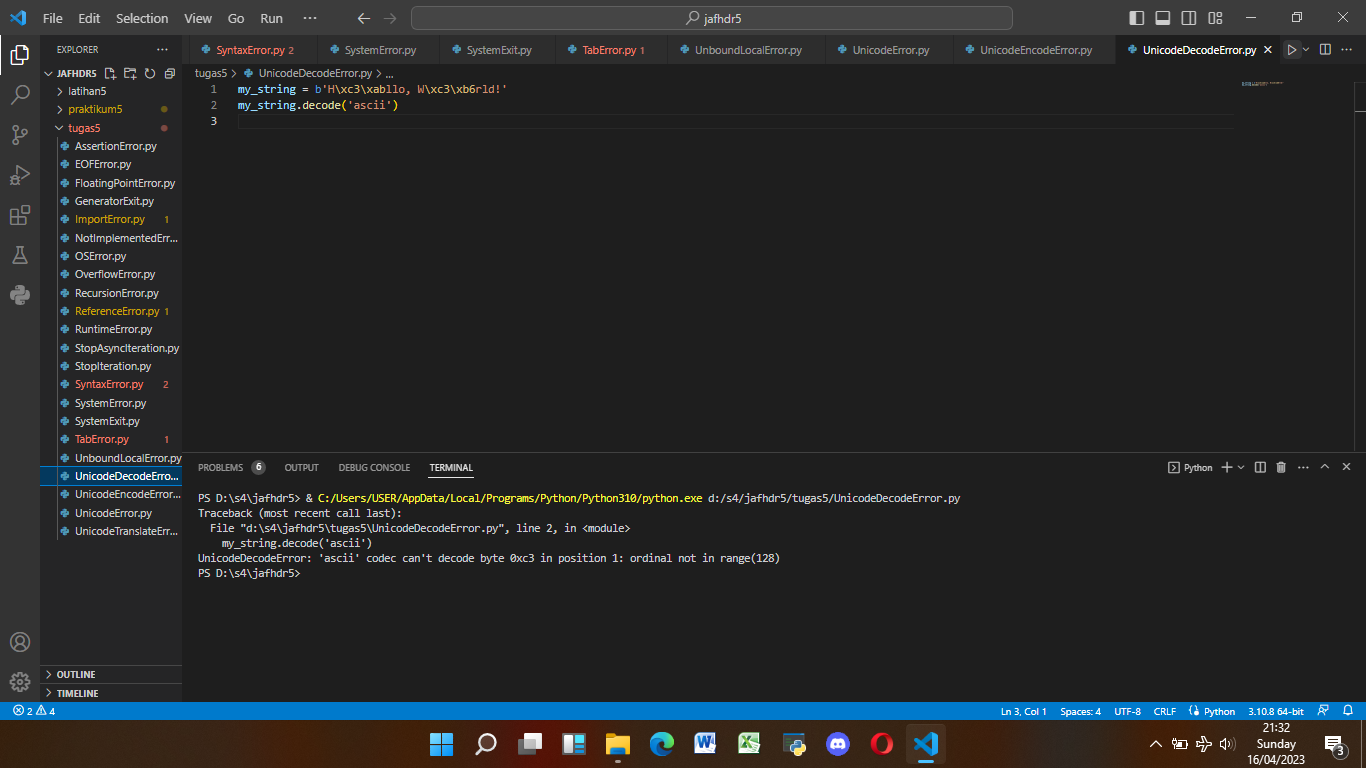 File Edit Selection View Go Run ··· jafhdr5
EXPLORER ···
SyntaxError.py 2 SystemError.py SystemExit.py TabError.py 1 UnboundLocalError.py UnicodeError.py UnicodeEncodeError.py UnicodeDecodeError.py
JAFHDR5
latihan5
praktikum5
tugas5
AssertionError.py
EOFError.py
FloatingPointError.py
GeneratorExit.py
ImportError.py 1
NotImplementedErr...
OSError.py
OverflowError.py
RecursionError.py
ReferenceError.py 1
RuntimeError.py
StopAsyncIteration.py
StopIteration.py
SyntaxError.py 2
SystemError.py
SystemExit.py
TabError.py 1
UnboundLocalError.py
UnicodeDecodeErro...
UnicodeEncodeError...
UnicodeError.py
UnicodeTranslateErr...
OUTLINE
TIMELINE
tugas5 > UnicodeDecodeError.py > ...
1 my_string = b'H\xc3\xabllo, W\xc3\xb6rld!'
2 my_string.decode('ascii')
3
PROBLEMS 6 OUTPUT DEBUG CONSOLE TERMINAL Python
PS D:\s4\jafhdr5> & C:/Users/USER/AppData/Local/Programs/Python/Python310/python.exe d:/s4/jafhdr5/tugas5/UnicodeDecodeError.py
Traceback (most recent call last):
File "d:\s4\jafhdr5\tugas5\UnicodeDecodeError.py", line 2, in <module>
my_string.decode('ascii')
UnicodeDecodeError: 'ascii' codec can't decode byte 0xc3 in position 1: ordinal not in range(128)
PS D:\s4\jafhdr5>
2 4 Ln 3, Col 1 Spaces: 4 UTF-8 CRLF Python 3.10.8 64-bit
21:32
Sunday
16/04/2023
3